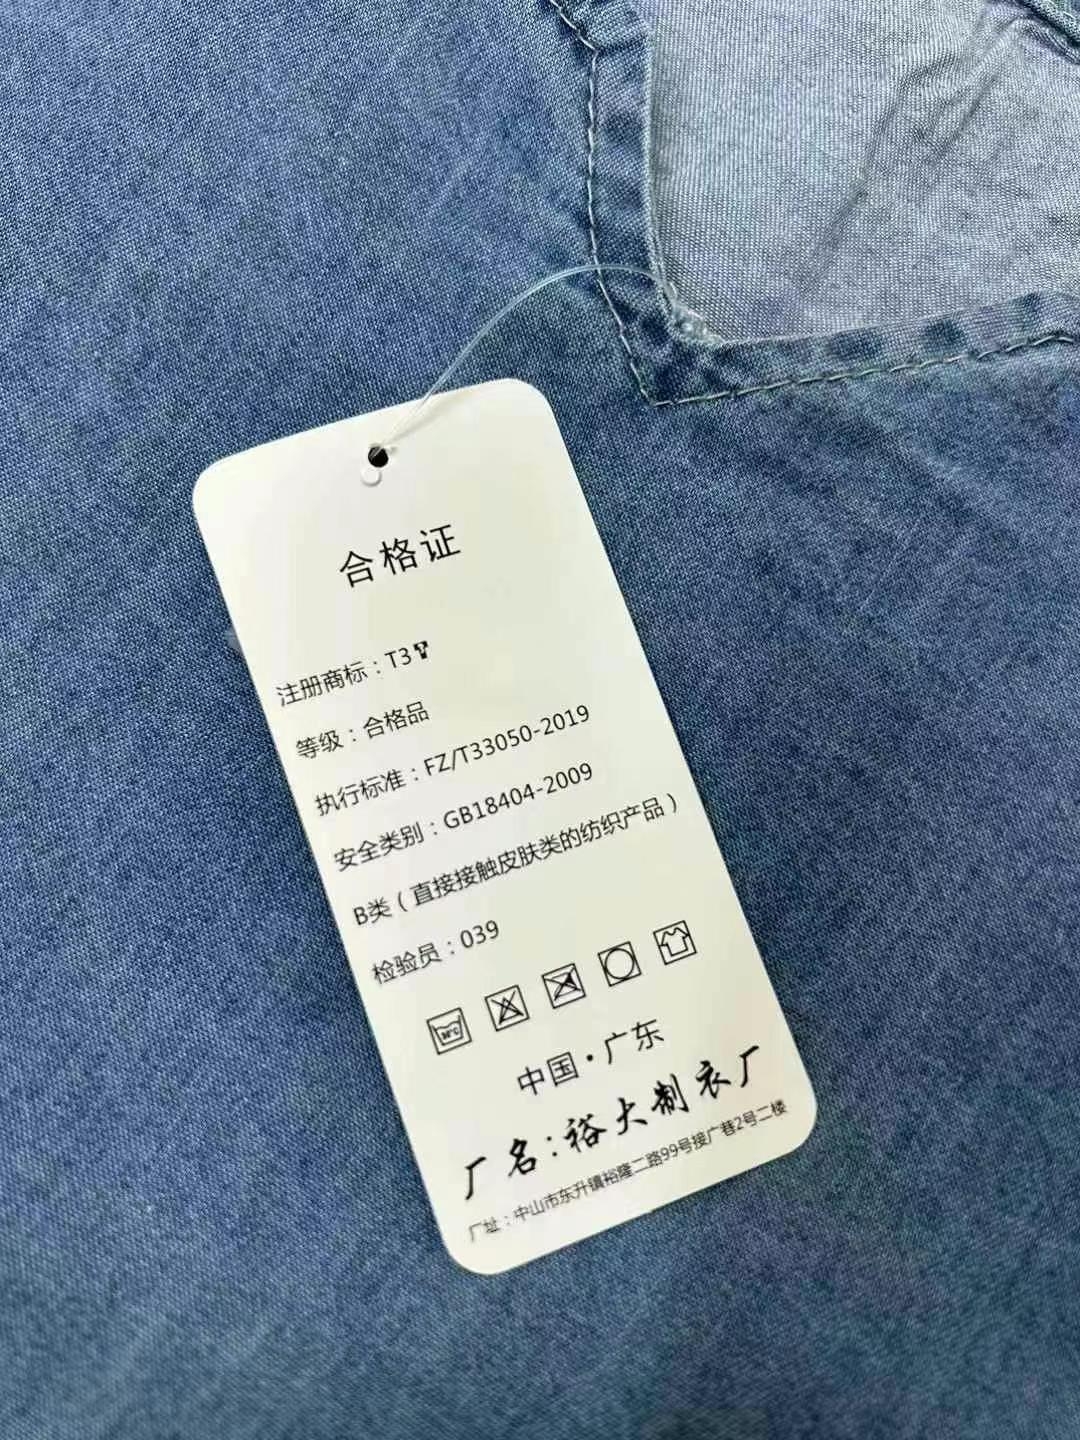 合格证
注册商标：T3
等级：合格品
执行标准：FZ/T33050-2019
安全类别：GB18404-2009
B类（直接接触皮肤类的纺织产品）
检验员：039
中国·广东
厂名：裕大制衣厂
厂址：中山市东升镇裕隆二路99号接广巷2号二楼